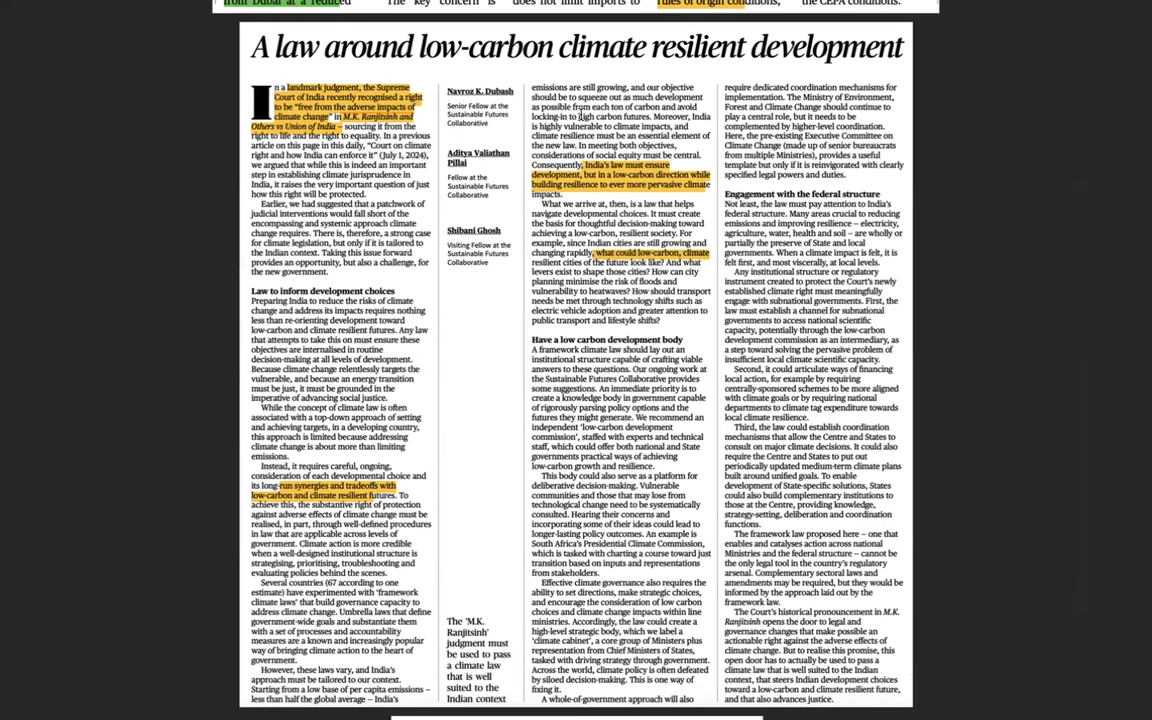 from Dubai at a reduced
The key concern is
does not limit imports to
rules of origin conditions,
the CEPA conditions.
A law around low-carbon climate resilient development
In a landmark judgment, the Supreme
Court of India recently recognised a right
to be "free from the adverse impacts of
climate change" in M.K. Ranjitsinh and
Others vs Union of India — sourcing it from the
right to life and the right to equality. In a previous
article on this page in this daily, "Court on climate
right and how India can enforce it" (July 1, 2024),
we argued that while this is indeed an important
step in establishing climate jurisprudence in
India, it raises the very important question of just
how this right will be protected.
Earlier, we had suggested that a patchwork of
judicial interventions would fall short of the
encompassing and systemic approach climate
change requires. There is, therefore, a strong case
for climate legislation, but only if it is tailored to
the Indian context. Taking this issue forward
provides an opportunity, but also a challenge, for
the new government.
Law to inform development choices
Preparing India to reduce the risks of climate
change and address its impacts requires nothing
less than re-orienting development toward
low-carbon and climate resilient futures. Any law
that attempts to take this on must ensure these
objectives are internalised in routine
decision-making at all levels of development.
Because climate change relentlessly targets the
vulnerable, and because an energy transition
must be just, it must be grounded in the
imperative of advancing social justice.
While the concept of climate law is often
associated with a top-down approach of setting
and achieving targets, in a developing country,
this approach is limited because addressing
climate change is about more than limiting
emissions.
Instead, it requires careful, ongoing,
consideration of each developmental choice and
its long-run synergies and tradeoffs with
low-carbon and climate resilient futures. To
achieve this, the substantive right of protection
against adverse effects of climate change must be
realised, in part, through well-defined procedures
in law that are applicable across levels of
government. Climate action is more credible
when a well-designed institutional structure is
strategising, prioritising, troubleshooting and
evaluating policies behind the scenes.
Several countries (67 according to one
estimate) have experimented with 'framework
climate laws' that build governance capacity to
address climate change. Umbrella laws that define
government-wide goals and substantiate them
with a set of processes and accountability
measures are a known and increasingly popular
way of bringing climate action to the heart of
government.
However, these laws vary, and India's
approach must be tailored to our context.
Starting from a low base of per capita emissions —
less than half the global average — India's
Navroz K. Dubash
Senior Fellow at the
Sustainable Futures
Collaborative
Aditya Valiathan
Pillai
Fellow at the
Sustainable Futures
Collaborative
Shibani Ghosh
Visiting Fellow at the
Sustainable Futures
Collaborative
The 'M.K.
Ranjitsinh'
judgment must
be used to pass
a climate law
that is well
suited to the
Indian context
emissions are still growing, and our objective
should be to squeeze out as much development
as possible from each ton of carbon and avoid
locking-in to high carbon futures. Moreover, India
is highly vulnerable to climate impacts, and
climate resilience must be an essential element of
the new law. In meeting both objectives,
considerations of social equity must be central.
Consequently, India's law must ensure
development, but in a low-carbon direction while
building resilience to ever more pervasive climate
impacts.
What we arrive at, then, is a law that helps
navigate developmental choices. It must create
the basis for thoughtful decision-making toward
achieving a low-carbon, resilient society. For
example, since Indian cities are still growing and
changing rapidly, what could low-carbon, climate
resilient cities of the future look like? And what
levers exist to shape those cities? How can city
planning minimise the risk of floods and
vulnerability to heatwaves? How should transport
needs be met through technology shifts such as
electric vehicle adoption and greater attention to
public transport and lifestyle shifts?
Have a low carbon development body
A framework climate law should lay out an
institutional structure capable of crafting viable
answers to these questions. Our ongoing work at
the Sustainable Futures Collaborative provides
some suggestions. An immediate priority is to
create a knowledge body in government capable
of rigorously parsing policy options and the
futures they might generate. We recommend an
independent 'low-carbon development
commission', staffed with experts and technical
staff, which could offer both national and State
governments practical ways of achieving
low-carbon growth and resilience.
This body could also serve as a platform for
deliberative decision-making. Vulnerable
communities and those that may lose from
technological change need to be systematically
consulted. Hearing their concerns and
incorporating some of their ideas could lead to
longer-lasting policy outcomes. An example is
South Africa's Presidential Climate Commission,
which is tasked with charting a course toward just
transition based on inputs and representations
from stakeholders.
Effective climate governance also requires the
ability to set directions, make strategic choices,
and encourage the consideration of low carbon
choices and climate change impacts within line
ministries. Accordingly, the law could create a
high-level strategic body, which we label a
'climate cabinet', a core group of Ministers plus
representation from Chief Ministers of States,
tasked with driving strategy through government.
Across the world, climate policy is often defeated
by siloed decision-making. This is one way of
fixing it.
A whole-of-government approach will also
require dedicated coordination mechanisms for
implementation. The Ministry of Environment,
Forest and Climate Change should continue to
play a central role, but it needs to be
complemented by higher-level coordination.
Here, the pre-existing Executive Committee on
Climate Change (made up of senior bureaucrats
from multiple Ministries), provides a useful
template but only if it is reinvigorated with clearly
specified legal powers and duties.
Engagement with the federal structure
Not least, the law must pay attention to India's
federal structure. Many areas crucial to reducing
emissions and improving resilience — electricity,
agriculture, water, health and soil — are wholly or
partially the preserve of State and local
governments. When a climate impact is felt, it is
felt first, and most viscerally, at local levels.
Any institutional structure or regulatory
instrument created to protect the Court's newly
established climate right must meaningfully
engage with subnational governments. First, the
law must establish a channel for subnational
governments to access national scientific
capacity, potentially through the low-carbon
development commission as an intermediary, as
a step toward solving the pervasive problem of
insufficient local climate scientific capacity.
Second, it could articulate ways of financing
local action, for example by requiring
centrally-sponsored schemes to be more aligned
with climate goals or by requiring national
departments to climate tag expenditure towards
local climate resilience.
Third, the law could establish coordination
mechanisms that allow the Centre and States to
consult on major climate decisions. It could also
require the Centre and States to put out
periodically updated medium-term climate plans
built around unified goals. To enable
development of State-specific solutions, States
could also build complementary institutions to
those at the Centre, providing knowledge,
strategy-setting, deliberation and coordination
functions.
The framework law proposed here — one that
enables and catalyses action across national
Ministries and the federal structure — cannot be
the only legal tool in the country's regulatory
arsenal. Complementary sectoral laws and
amendments may be required, but they would be
informed by the approach laid out by the
framework law.
The Court's historical pronouncement in M.K.
Ranjitsinh opens the door to legal and
governance changes that make possible an
actionable right against the adverse effects of
climate change. But to realise this promise, this
open door has to actually be used to pass a
climate law that is well suited to the Indian
context, that steers Indian development choices
toward a low-carbon and climate resilient future,
and that also advances justice.